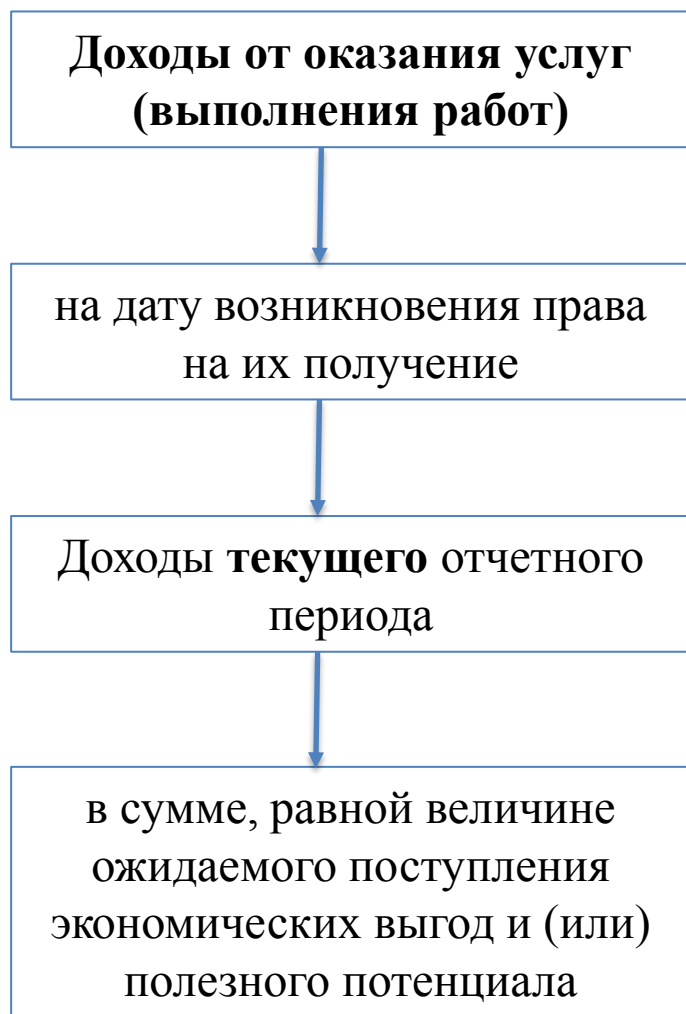 Доходы от оказания услуг
(выполнения работ)
на дату возникновения права
на их получение
Доходы текущего отчетного
периода
в сумме, равной величине
ожидаемого поступления
экономических выгод и (или)
полезного потенциала